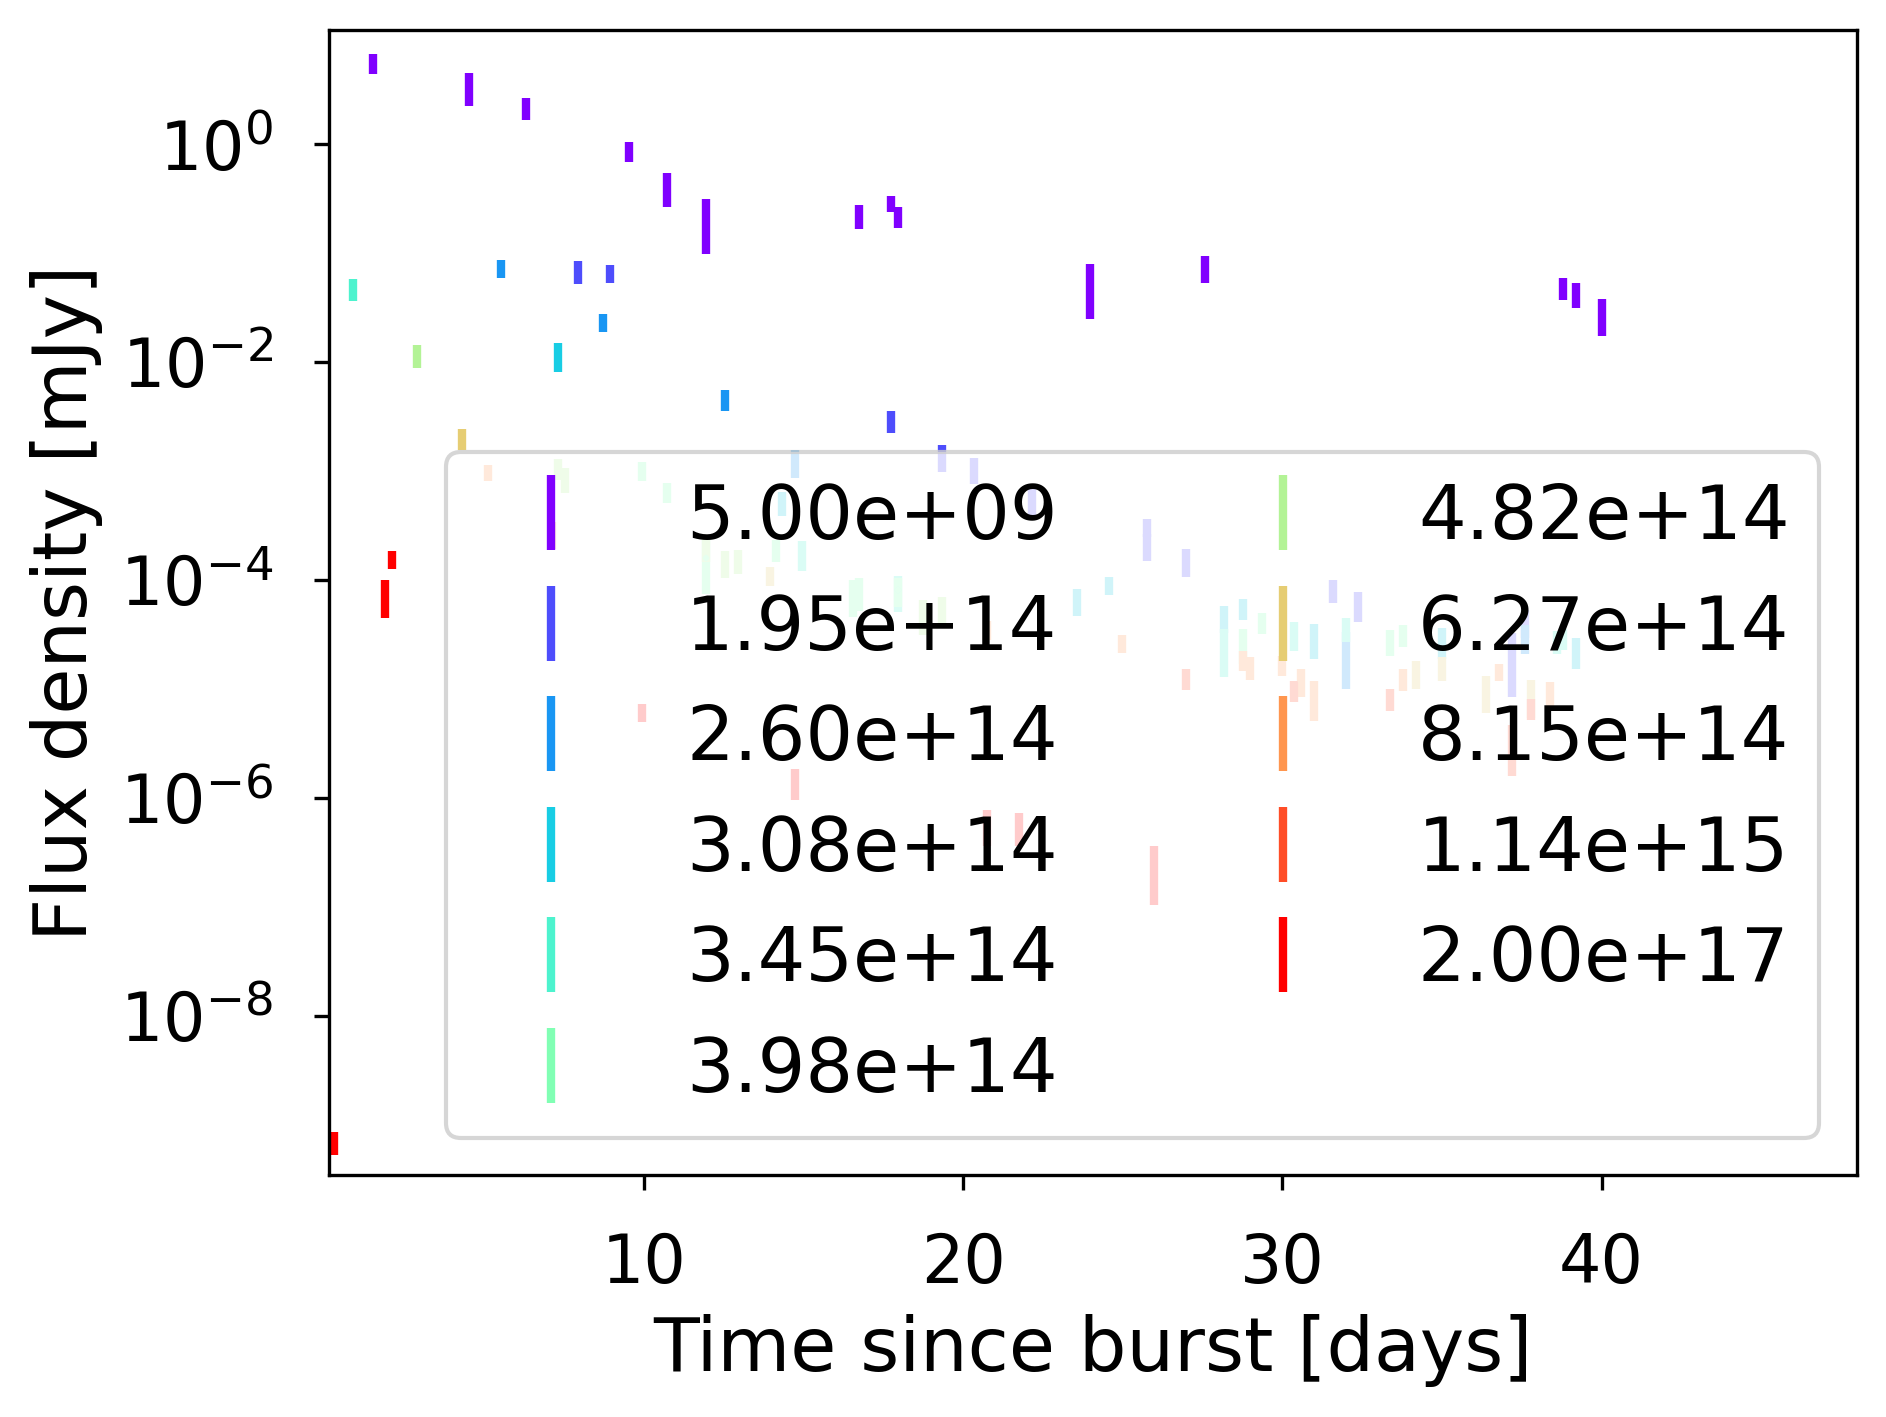 Flux density [mJy]
10⁰
10⁻²
10⁻⁴
10⁻⁶
10⁻⁸
5.00e+09
1.95e+14
2.60e+14
3.08e+14
3.45e+14
3.98e+14
4.82e+14
6.27e+14
8.15e+14
1.14e+15
2.00e+17
10 20 30 40
Time since burst [days]